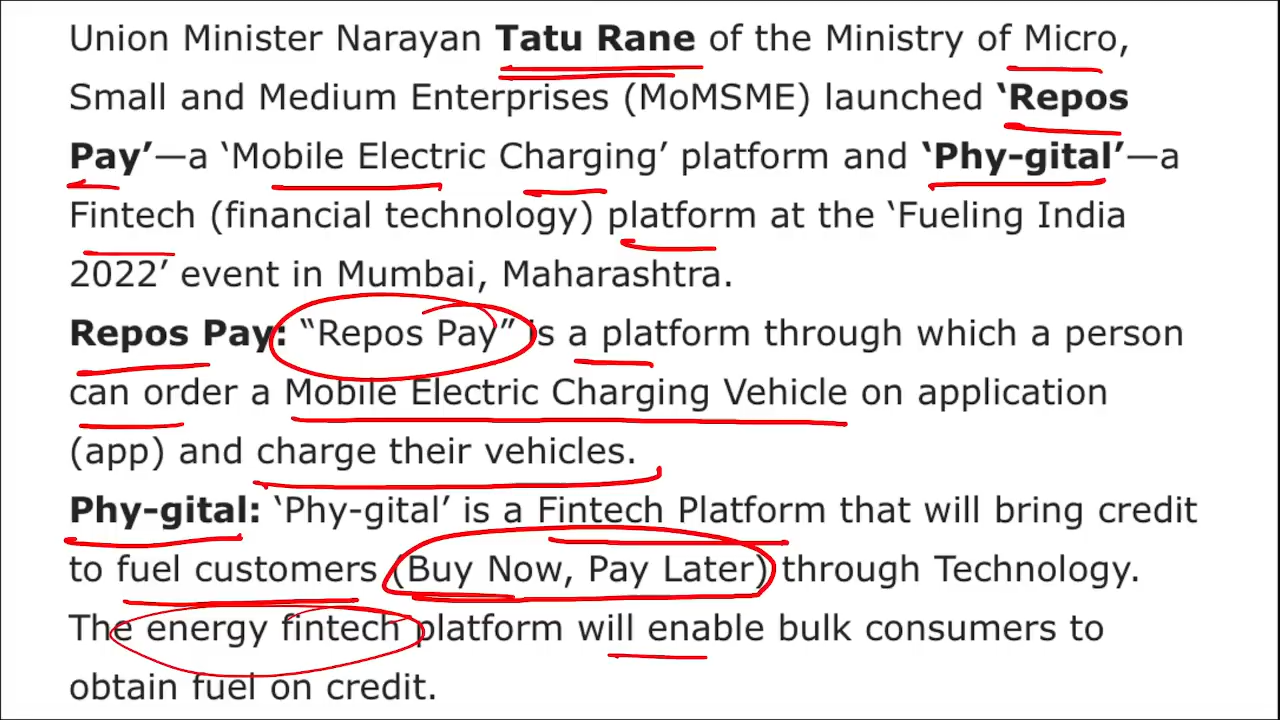 Union Minister Narayan Tatu Rane of the Ministry of Micro,
Small and Medium Enterprises (MoMSME) launched ‘Repos
Pay’—a ‘Mobile Electric Charging’ platform and ‘Phy-gital’—a
Fintech (financial technology) platform at the ‘Fueling India
2022’ event in Mumbai, Maharashtra.
Repos Pay: “Repos Pay” is a platform through which a person
can order a Mobile Electric Charging Vehicle on application
(app) and charge their vehicles.
Phy-gital: ‘Phy-gital’ is a Fintech Platform that will bring credit
to fuel customers (Buy Now, Pay Later) through Technology.
The energy fintech platform will enable bulk consumers to
obtain fuel on credit.